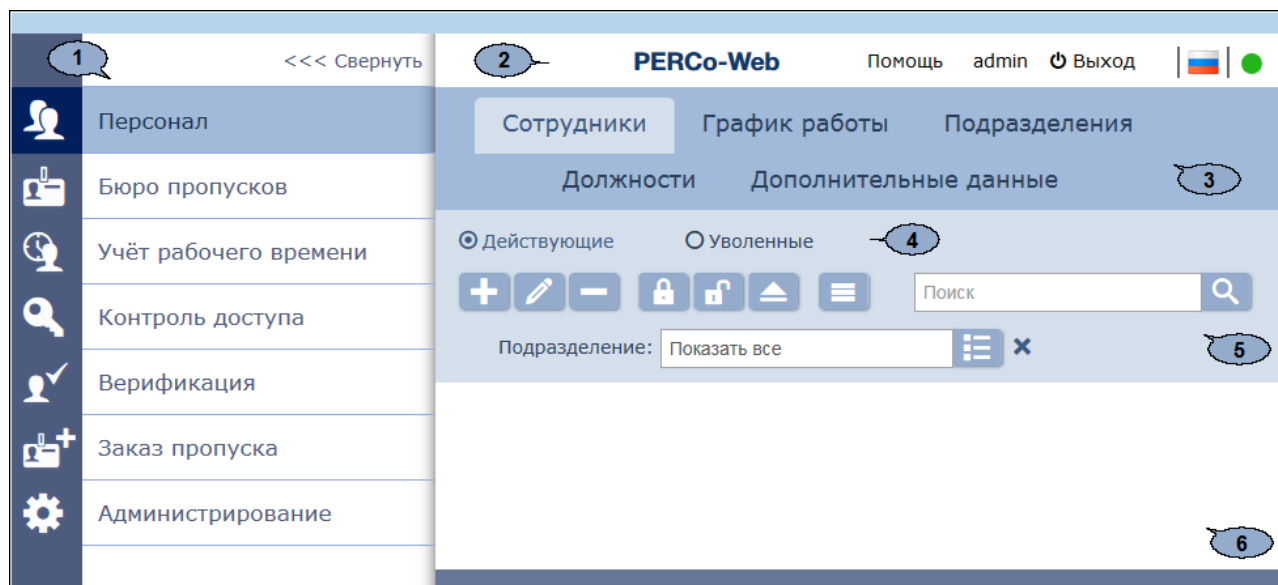 1 <<< Свернуть 2 PERCo-Web Помощь admin Выход
Персонал
Бюро пропусков
Учёт рабочего времени
Контроль доступа
Верификация
Заказ пропуска
Администрирование
Сотрудники График работы Подразделения
Должности Дополнительные данные 3
Действующие Уволенные 4
Поиск
Подразделение: Показать все 5
6